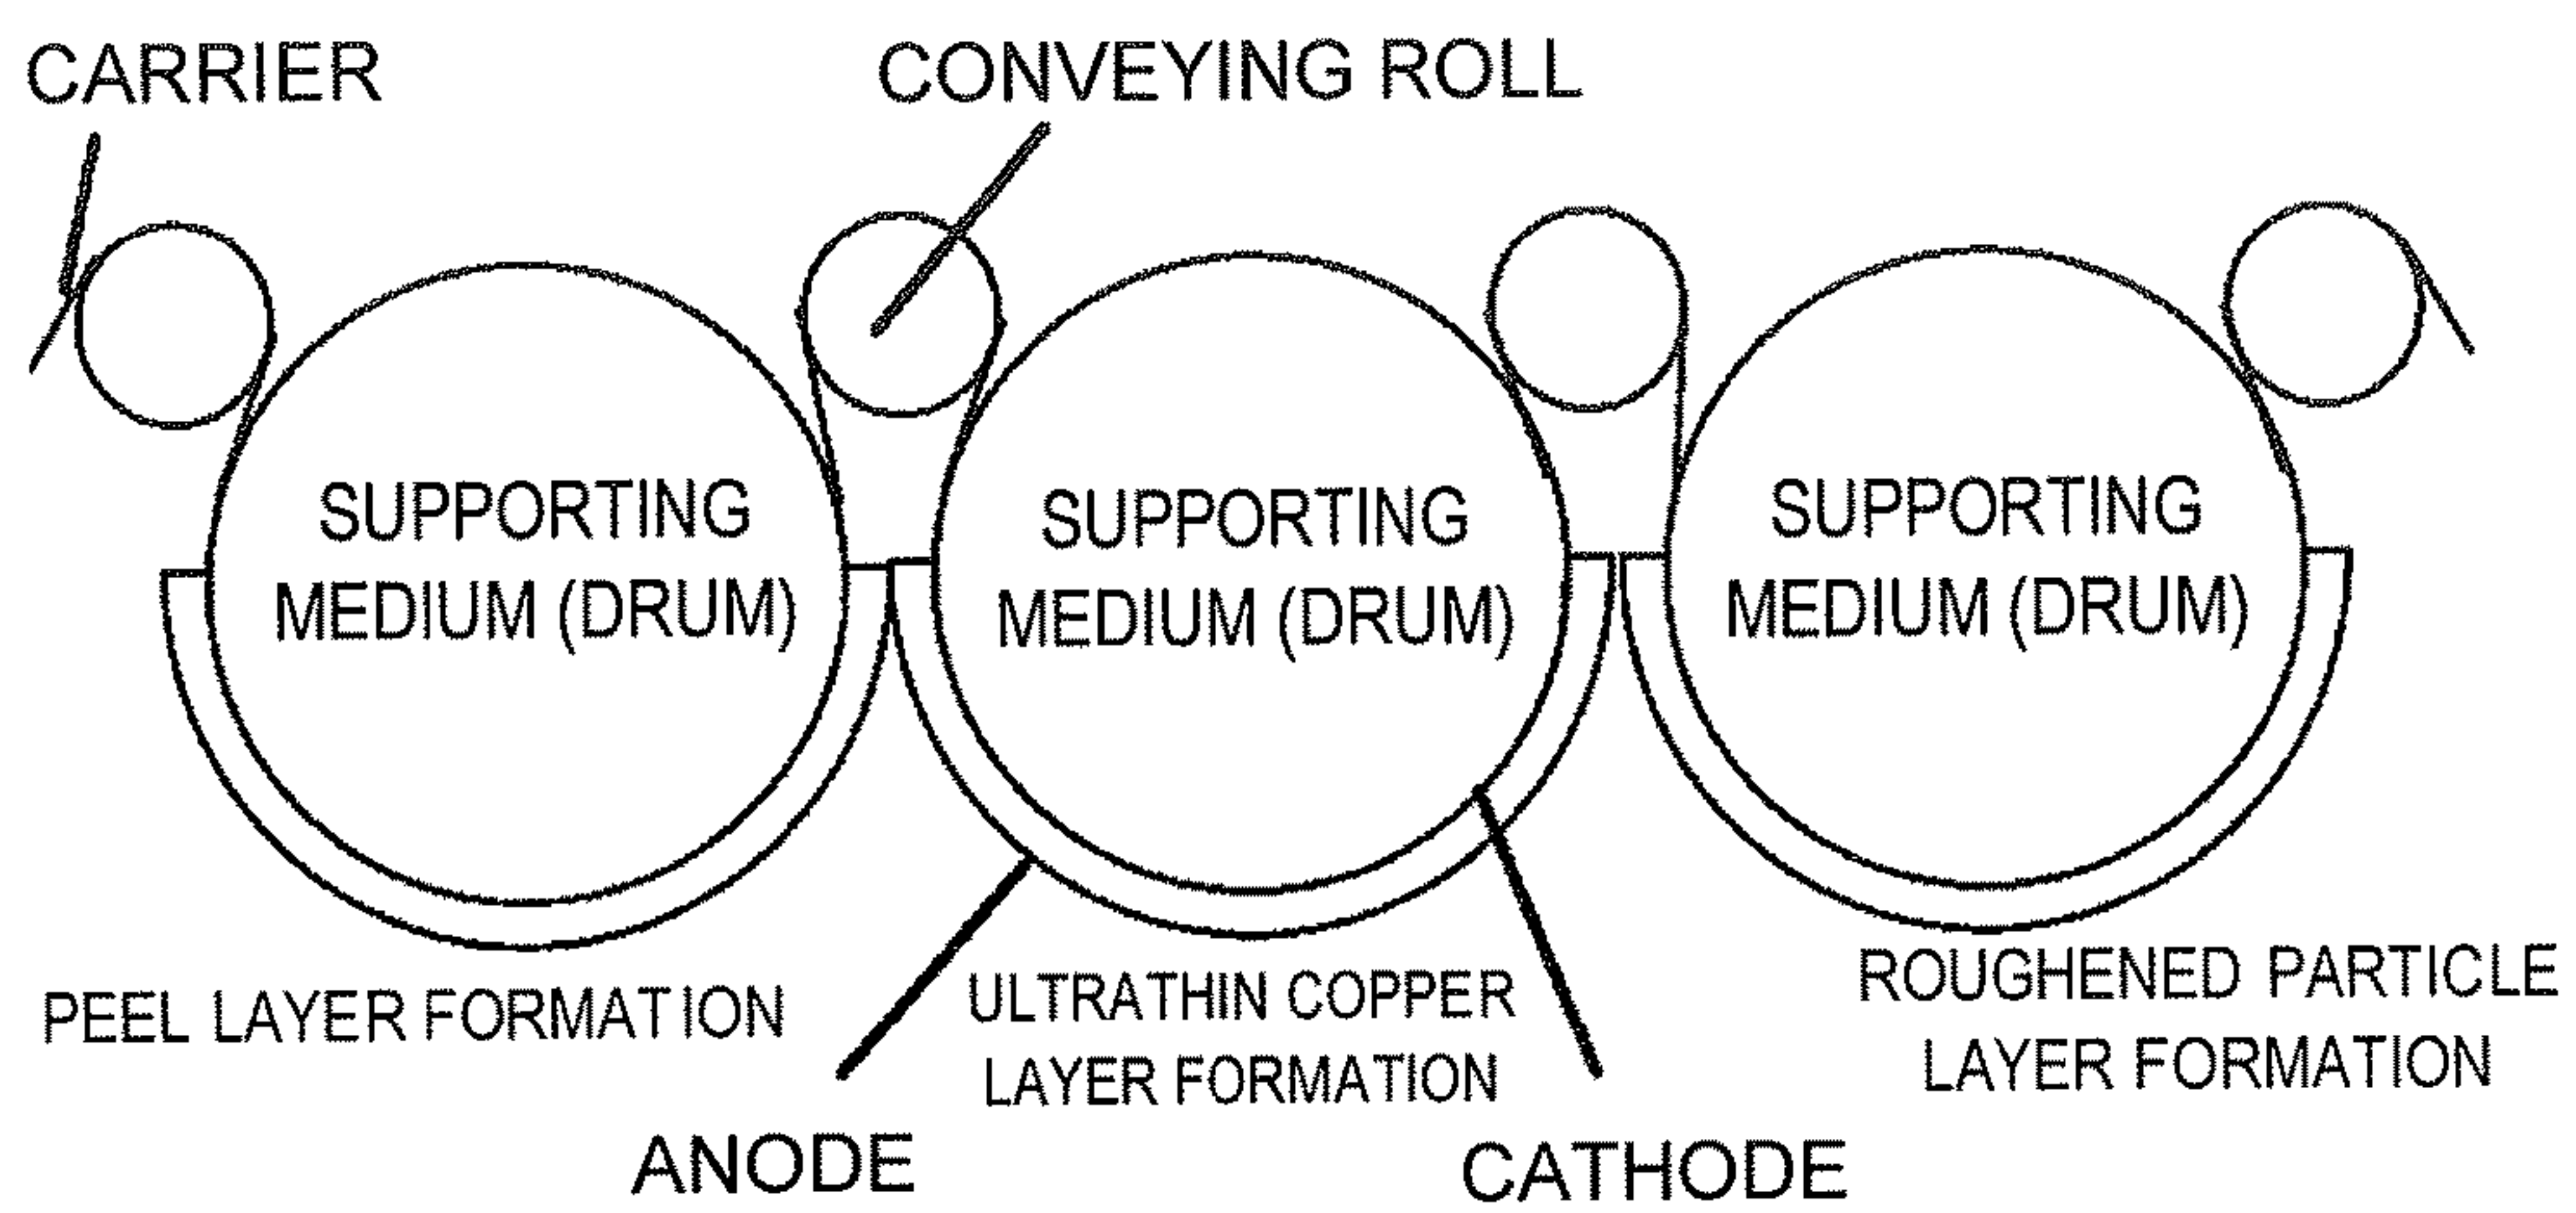 CARRIER
CONVEYING ROLL
SUPPORTING
MEDIUM (DRUM)
SUPPORTING
MEDIUM (DRUM)
SUPPORTING
MEDIUM (DRUM)
PEEL LAYER FORMATION
ULTRATHIN COPPER
LAYER FORMATION
ROUGHENED PARTICLE
LAYER FORMATION
ANODE
CATHODE